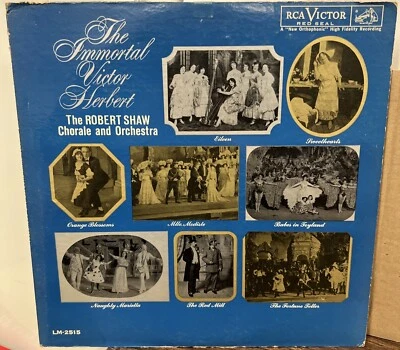 The
Immortal
Victor
Herbert
The ROBERT SHAW
Chorale and Orchestra
RCA VICTOR
RED SEAL
A "New Orthophonic" High Fidelity Recording
Eileen
Sweethearts
Orange Blossoms
Mlle. Modiste
Babes in Toyland
Naughty Marietta
The Red Mill
The Fortune Teller
LM-2515